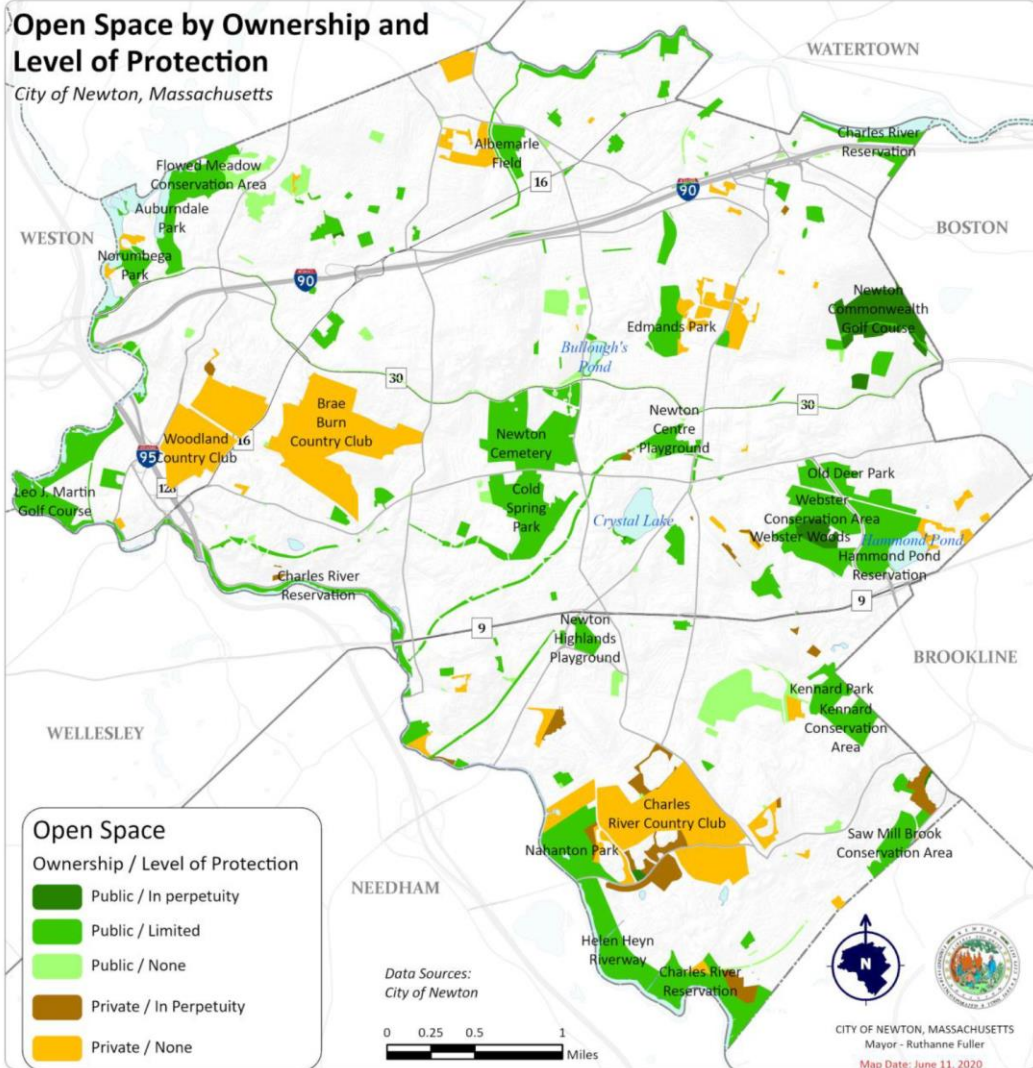 Open Space by Ownership and
Level of Protection
City of Newton, Massachusetts
WATERTOWN
Charles River
Reservation
Albemarle
Field
16
90
Flowed Meadow
Conservation Area
Auburndale
Park
WESTON
BOSTON
Norumbega
Park
90
Newton
Commonwealth
Golf Course
Edmands Park
Bullough's
Pond
30
30
Brae
Burn
Country Club
Newton
Centre
Playground
Newton
Cemetery
Woodland
Country Club
16
95
128
Old Deer Park
Leo J. Martin
Golf Course
Cold
Spring
Park
Webster
Conservation Area
Crystal Lake
Webster Woods
Hammond Pond
Hammond Pond
Reservation
Charles River
Reservation
9
9
Newton
Highlands
Playground
BROOKLINE
Kennard Park
Kennard
Conservation
Area
WELLESLEY
Charles
River Country Club
Saw Mill Brook
Conservation Area
Nahanton Park
NEEDHAM
Helen Heyn
Riverway
Charles River
Reservation
Open Space
Ownership / Level of Protection
Public / In perpetuity
Public / Limited
Public / None
Private / In Perpetuity
Private / None
Data Sources:
City of Newton
0 0.25 0.5 1
Miles
N
CITY OF NEWTON, MASSACHUSETTS
Mayor - Ruthanne Fuller
Map Date: June 11, 2020